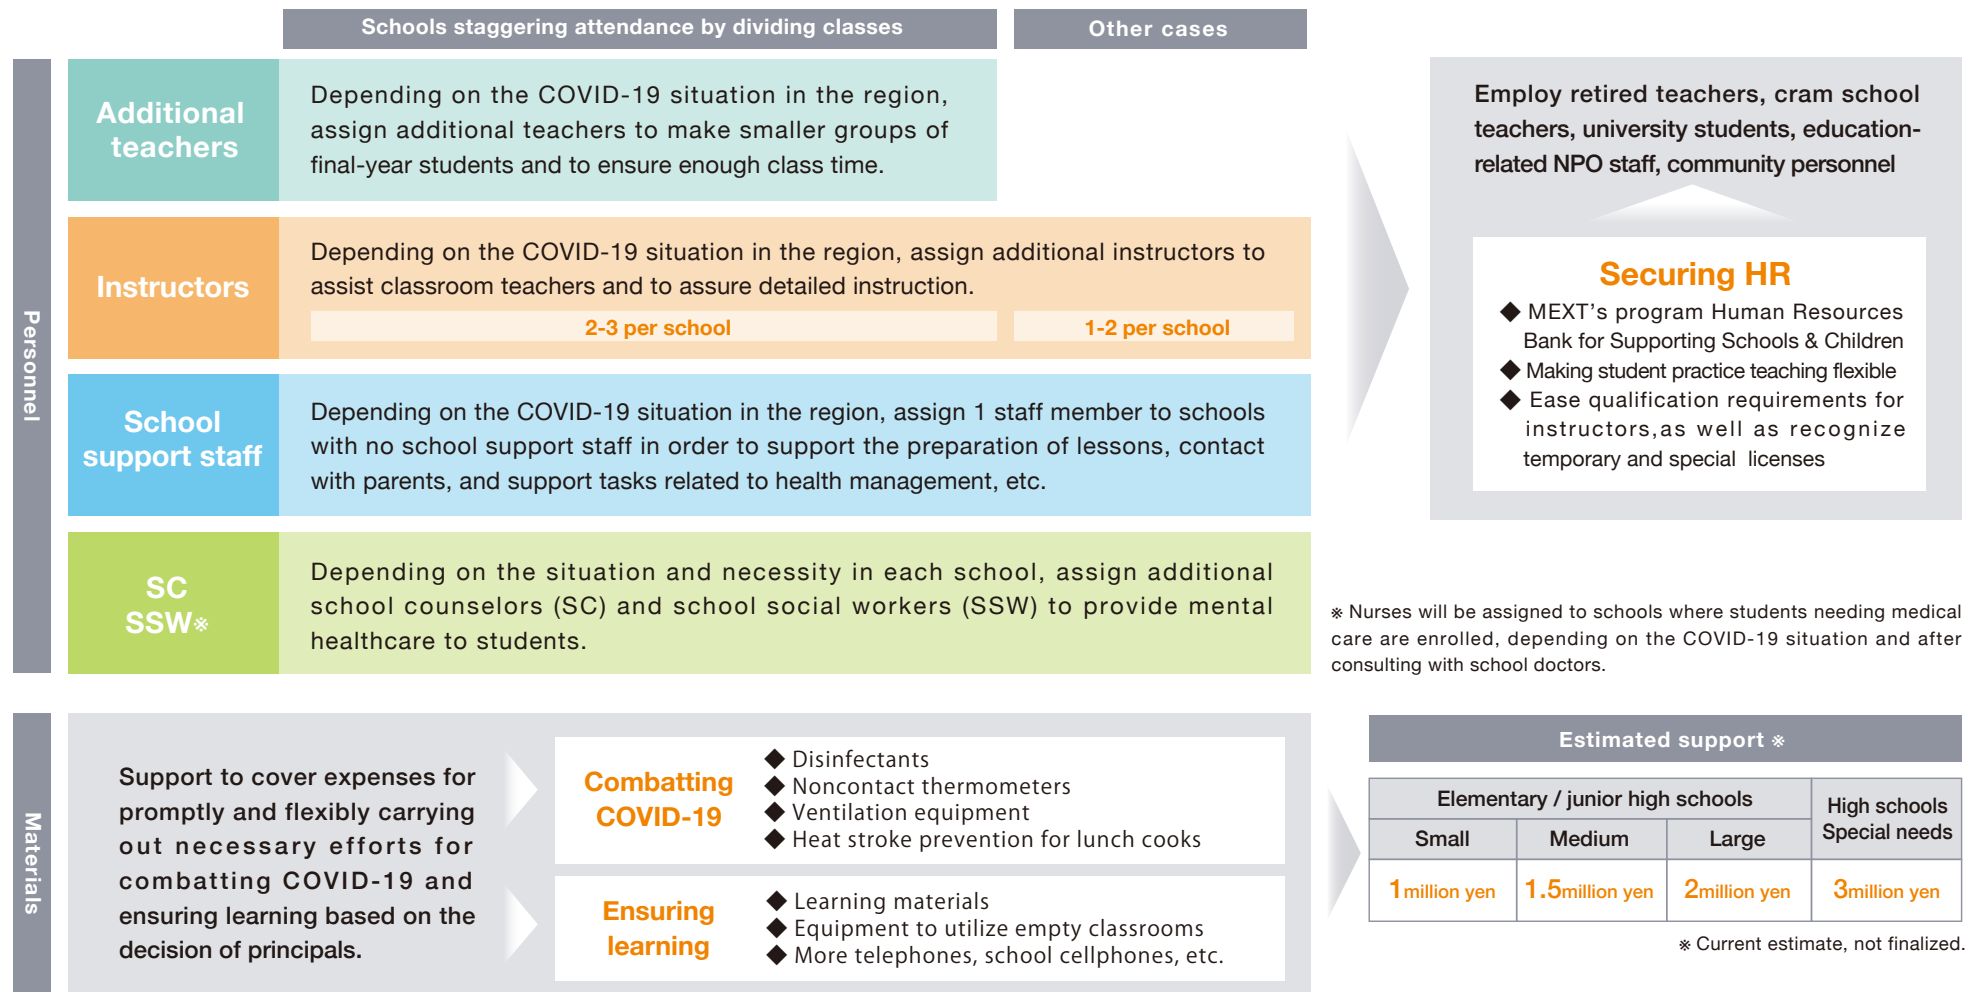 Schools staggering attendance by dividing classes
Other cases
Personnel
Additional
teachers
Depending on the COVID-19 situation in the region,
assign additional teachers to make smaller groups of
final-year students and to ensure enough class time.
Instructors
Depending on the COVID-19 situation in the region, assign additional instructors to
assist classroom teachers and to assure detailed instruction.
2-3 per school
1-2 per school
School
support staff
Depending on the COVID-19 situation in the region, assign 1 staff member to schools
with no school support staff in order to support the preparation of lessons, contact
with parents, and support tasks related to health management, etc.
SC
SSW※
Depending on the situation and necessity in each school, assign additional
school counselors (SC) and school social workers (SSW) to provide mental
healthcare to students.
Employ retired teachers, cram school
teachers, university students, education-
related NPO staff, community personnel
Securing HR
◆ MEXT's program Human Resources
Bank for Supporting Schools & Children
◆ Making student practice teaching flexible
◆ Ease qualification requirements for
instructors,as well as recognize
temporary and special licenses
※ Nurses will be assigned to schools where students needing medical
care are enrolled, depending on the COVID-19 situation and after
consulting with school doctors.
Materials
Support to cover expenses for
promptly and flexibly carrying
out necessary efforts for
combatting COVID-19 and
ensuring learning based on the
decision of principals.
Combatting
COVID-19
◆ Disinfectants
◆ Noncontact thermometers
◆ Ventilation equipment
◆ Heat stroke prevention for lunch cooks
Ensuring
learning
◆ Learning materials
◆ Equipment to utilize empty classrooms
◆ More telephones, school cellphones, etc.
Estimated support ※
Elementary / junior high schools
High schools
Special needs
Small
Medium
Large
1million yen
1.5million yen
2million yen
3million yen
※ Current estimate, not finalized.